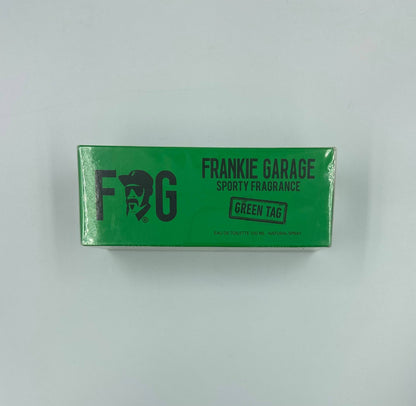 F G
®
FRANKIE GARAGE
SPORTY FRAGRANCE
GREEN TAG
EAU DE TOILETTE 100 ML NATURAL SPRAY